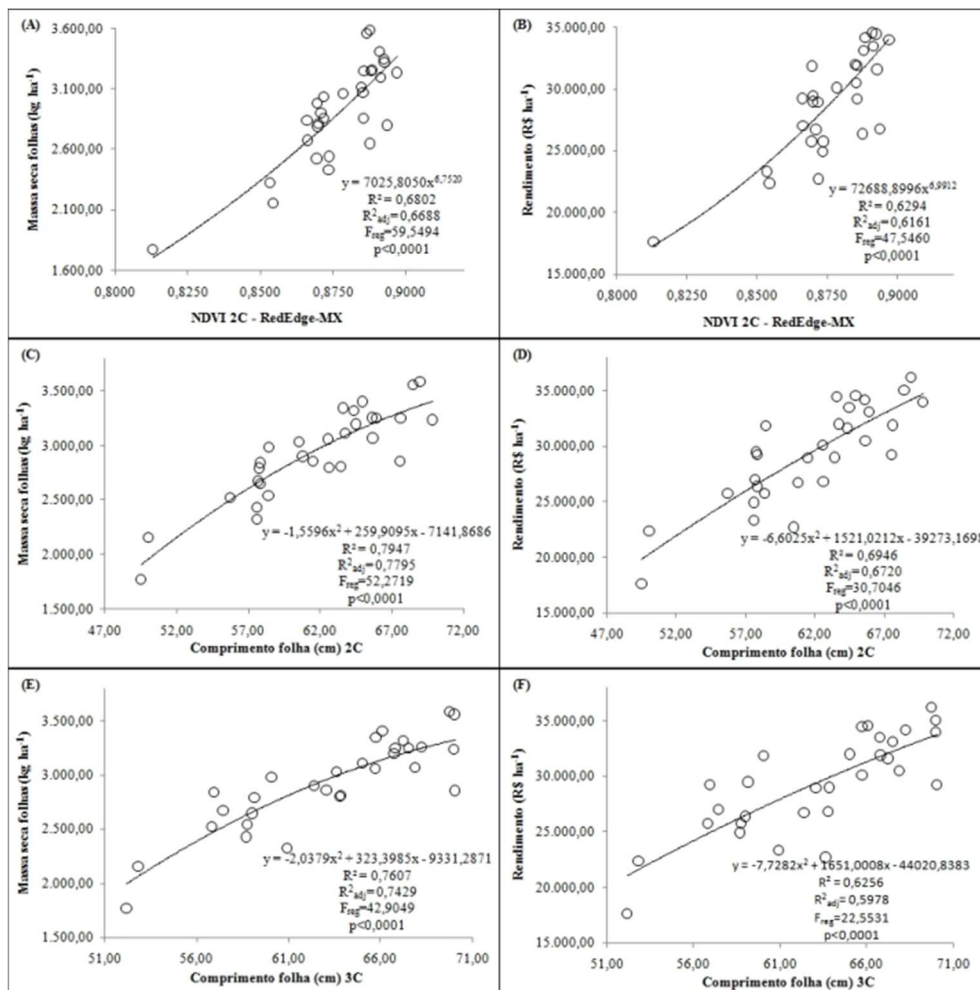 (A)
Massa seca folhas (kg ha-1)
3.600,00
3.100,00
2.600,00
2.100,00
1.600,00
y = 7025,8050x^6,7520
R² = 0,6802
R²adj = 0,6688
Freg=59,5494
p<0,0001
0,8000 0,8500 0,9000
NDVI 2C - RedEdge-MX
(B)
Rendimento (R$ ha-1)
35.000,00
30.000,00
25.000,00
20.000,00
15.000,00
y = 72688,8996x^6,9912
R² = 0,6294
R²adj = 0,6161
Freg=47,5460
p<0,0001
0,8000 0,8250 0,8500 0,8750 0,9000
NDVI 2C - RedEdge-MX
(C)
Massa seca folhas (kg ha-1)
3.500,00
3.000,00
2.500,00
2.000,00
1.500,00
y = -1,5596x² + 259,9095x - 7141,8686
R² = 0,7947
R²adj = 0,7795
Freg=52,2719
p<0,0001
47,00 52,00 57,00 62,00 67,00 72,00
Comprimento folha (cm) 2C
(D)
Rendimento (R$ ha-1)
35.000,00
30.000,00
25.000,00
20.000,00
15.000,00
y = -6,6025x² + 1521,0212x - 39273,1698
R² = 0,6946
R²adj = 0,6720
Freg=30,7046
p<0,0001
47,00 52,00 57,00 62,00 67,00 72,00
Comprimento folha (cm) 2C
(E)
Massa seca folhas (kg ha-1)
3.500,00
3.000,00
2.500,00
2.000,00
1.500,00
y = -2,0379x² + 323,3985x - 9331,2871
R² = 0,7607
R²adj = 0,7429
Freg=42,9049
p<0,0001
51,00 56,00 61,00 66,00 71,00
Comprimento folha (cm) 3C
(F)
Rendimento (R$ ha-1)
35.000,00
30.000,00
25.000,00
20.000,00
15.000,00
y = -7,7282x² + 1651,0008x - 44020,8383
R² = 0,6256
R²adj = 0,5978
Freg=22,5531
p<0,0001
51,00 56,00 61,00 66,00 71,00
Comprimento folha (cm) 3C